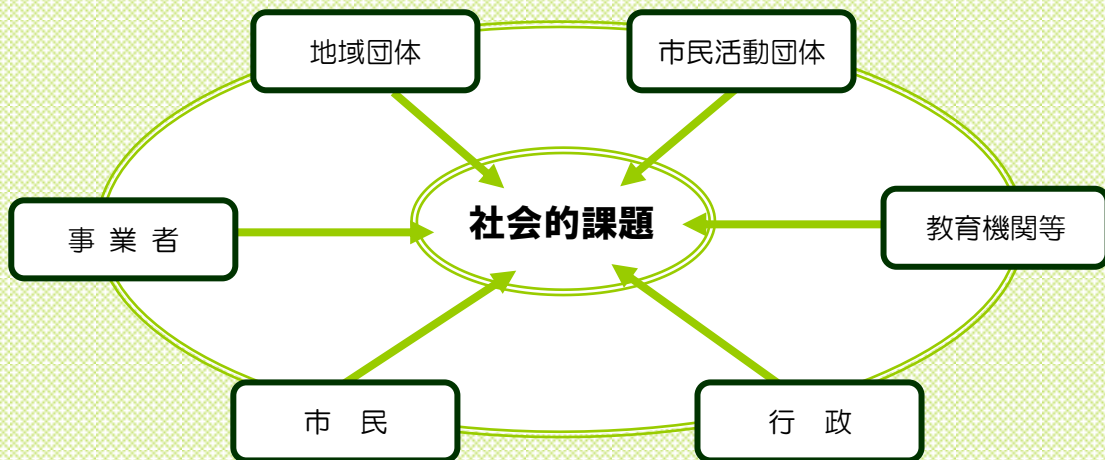 地域団体
市民活動団体
社会的課題
事 業 者
教育機関等
市 民
行 政